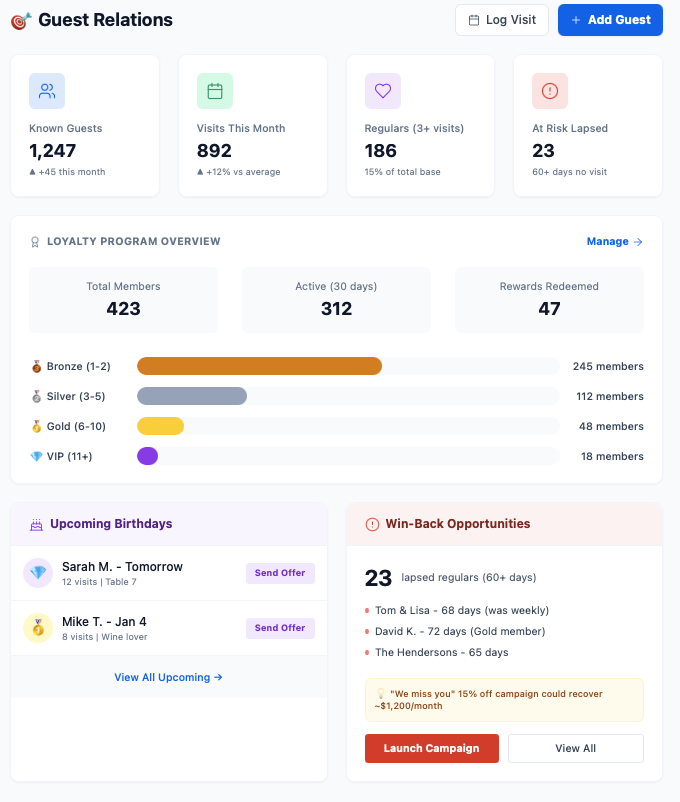 🎯 Guest Relations
Log Visit
+ Add Guest
Known Guests
1,247
▲ +45 this month
Visits This Month
892
▲ +12% vs average
Regulars (3+ visits)
186
15% of total base
At Risk Lapsed
23
60+ days no visit
LOYALTY PROGRAM OVERVIEW
Manage →
Total Members
423
Active (30 days)
312
Rewards Redeemed
47
🥉 Bronze (1-2)
245 members
🥈 Silver (3-5)
112 members
🥇 Gold (6-10)
48 members
💎 VIP (11+)
18 members
Upcoming Birthdays
Sarah M. - Tomorrow
12 visits | Table 7
Send Offer
Mike T. - Jan 4
8 visits | Wine lover
Send Offer
View All Upcoming →
Win-Back Opportunities
23 lapsed regulars (60+ days)
• Tom & Lisa - 68 days (was weekly)
• David K. - 72 days (Gold member)
• The Hendersons - 65 days
💡 "We miss you" 15% off campaign could recover
~$1,200/month
Launch Campaign
View All